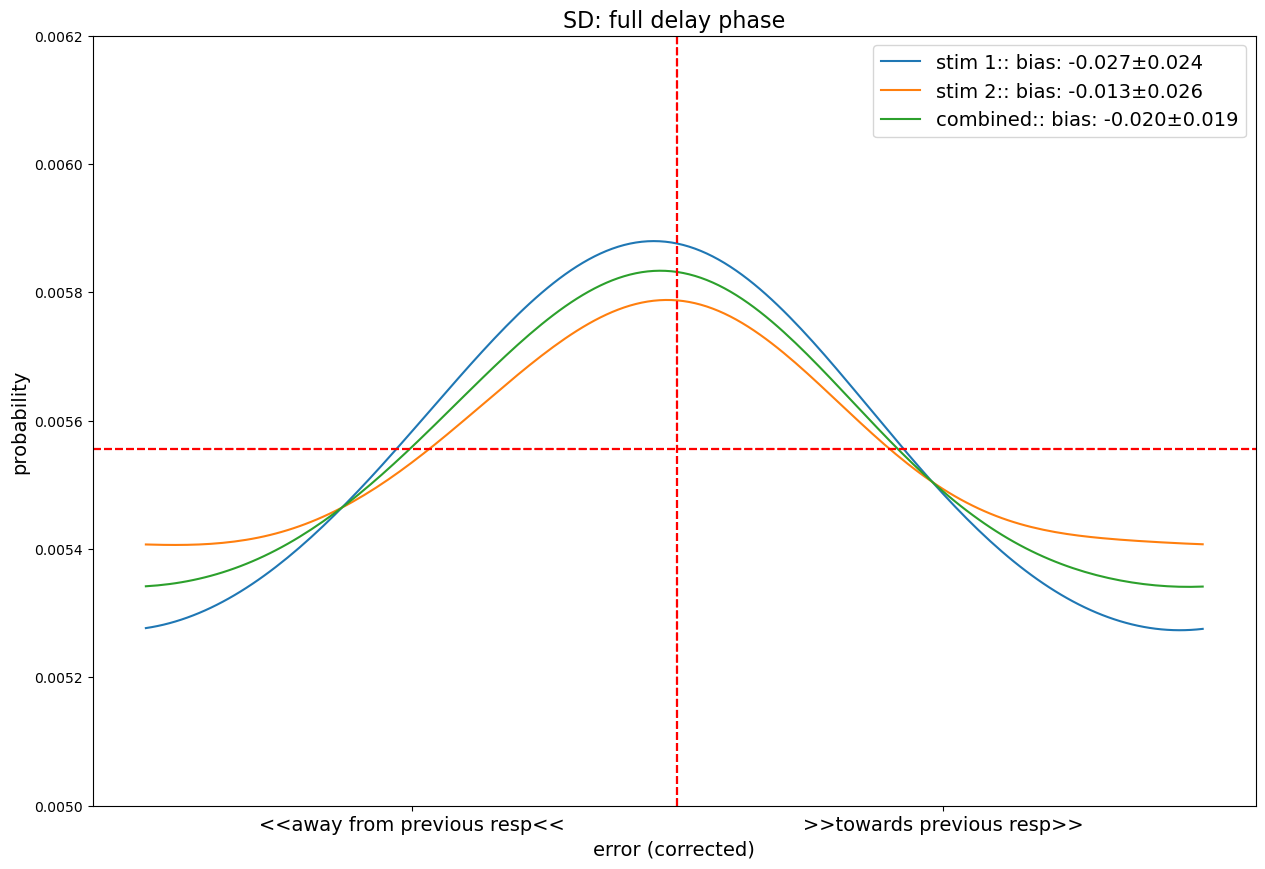 SD: full delay phase
stim 1:: bias: -0.027±0.024
stim 2:: bias: -0.013±0.026
combined:: bias: -0.020±0.019
probability
0.0062
0.0060
0.0058
0.0056
0.0054
0.0052
0.0050
<<away from previous resp<<
>>towards previous resp>>
error (corrected)